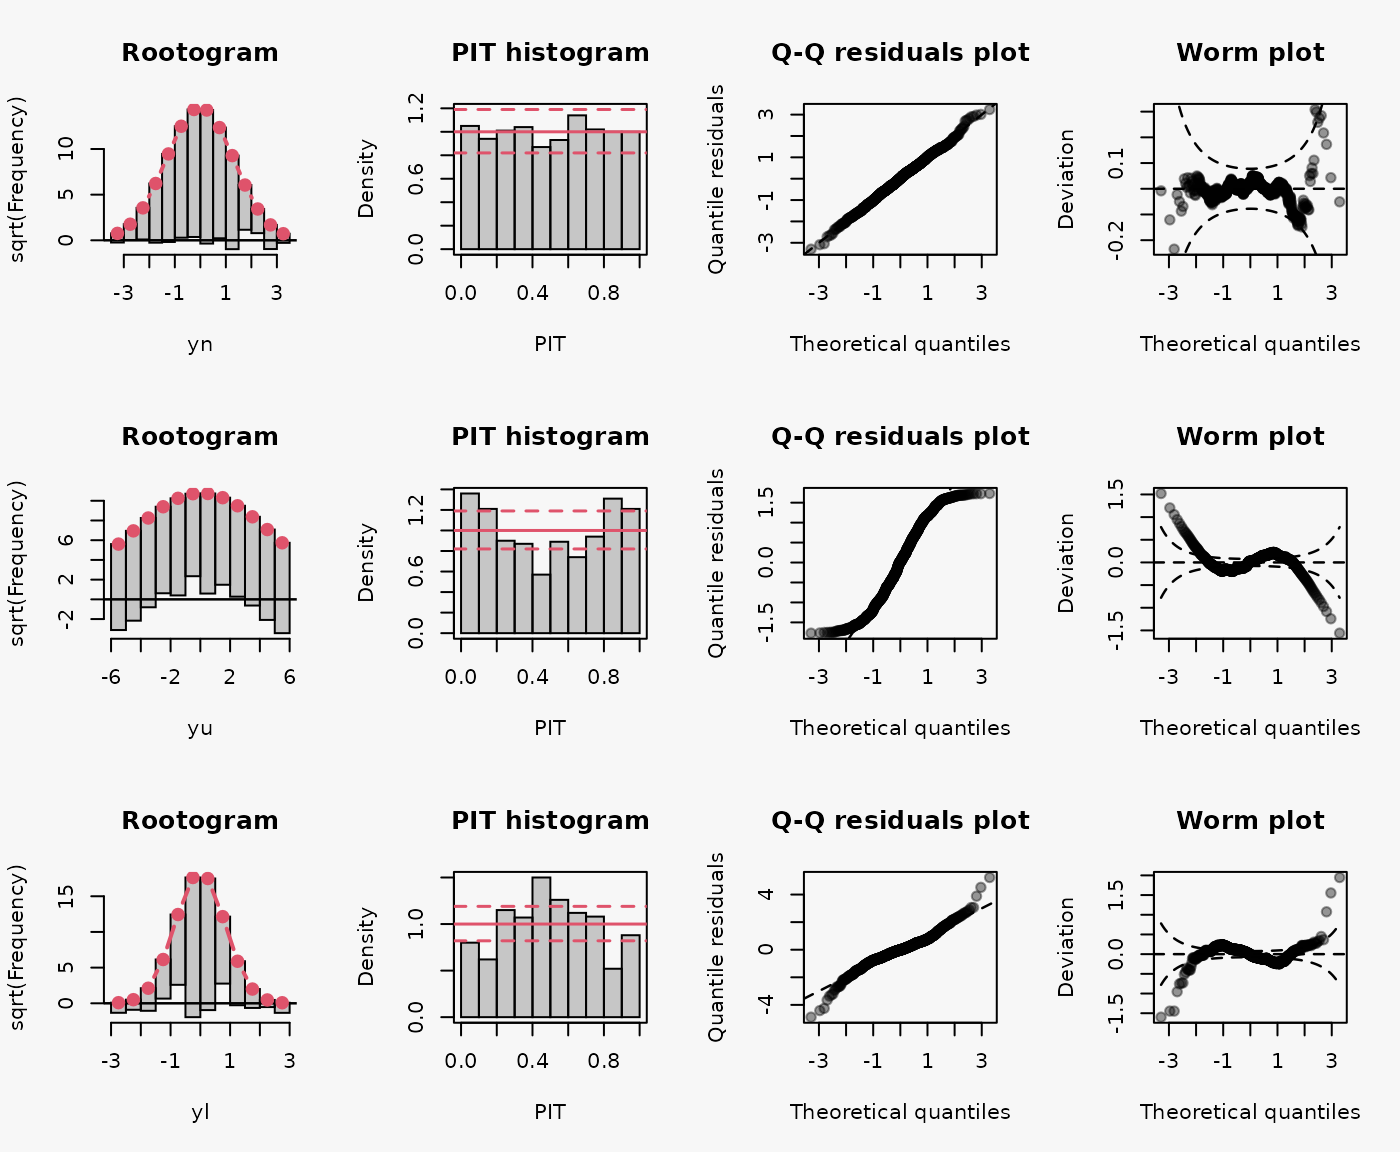 Rootogram
sqrt(Frequency)
0 5 10
-3 -1 1 3
yn
PIT histogram
Density
0.0 0.6 1.2
0.0 0.4 0.8
PIT
Q-Q residuals plot
Quantile residuals
-3 -1 1 3
-3 -1 1 3
Theoretical quantiles
Worm plot
Deviation
-0.2 0.1
-3 -1 1 3
Theoretical quantiles
Rootogram
sqrt(Frequency)
-2 2 6
-6 -2 2 6
yu
PIT histogram
Density
0.0 0.6 1.2
0.0 0.4 0.8
PIT
Q-Q residuals plot
Quantile residuals
-1.5 0.0 1.5
-3 -1 1 3
Theoretical quantiles
Worm plot
Deviation
-1.5 0.0 1.5
-3 -1 1 3
Theoretical quantiles
Rootogram
sqrt(Frequency)
0 5 15
-3 -1 1 3
yl
PIT histogram
Density
0.0 1.0
0.0 0.4 0.8
PIT
Q-Q residuals plot
Quantile residuals
-4 0 4
-3 -1 1 3
Theoretical quantiles
Worm plot
Deviation
-1.5 0.0 1.5
-3 -1 1 3
Theoretical quantiles